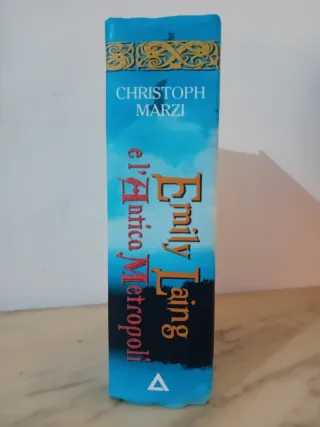 CHRISTOPH
MARZI
Emily Laing
e l'Antica Metropoli